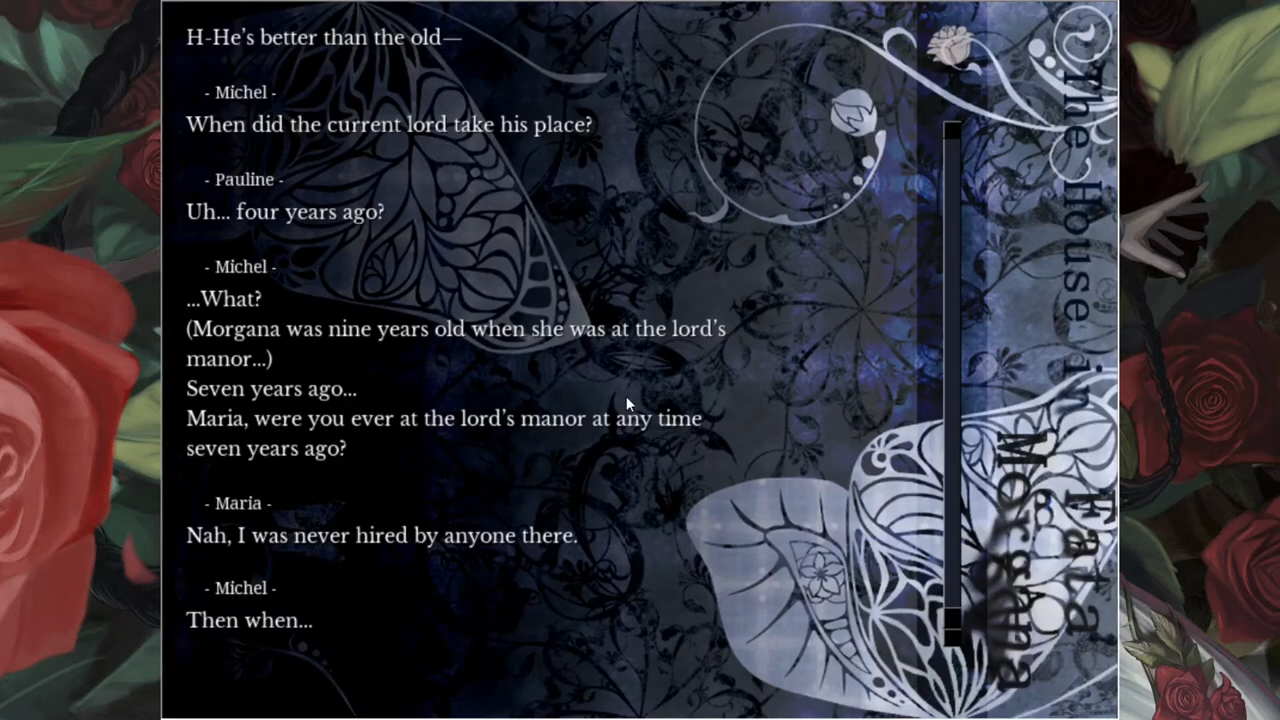 H-He’s better than the old—
- Michel -
When did the current lord take his place?
- Pauline -
Uh... four years ago?
- Michel -
...What?
(Morgana was nine years old when she was at the lord’s
manor...)
Seven years ago...
Maria, were you ever at the lord’s manor at any time
seven years ago?
- Maria -
Nah, I was never hired by anyone there.
- Michel -
Then when...
The House in
Fata
Morgana